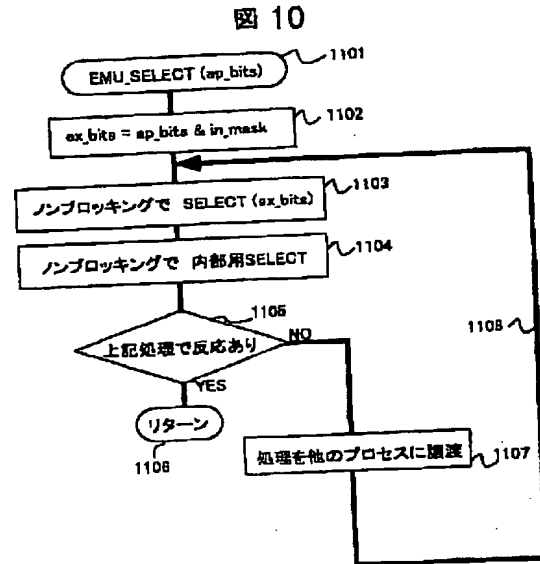 図 10
EMU_SELECT (ap_bits)
1101
ex_bits = ap_bits & in_mask
1102
ノンブロッキングで SELECT (ex_bits)
1103
ノンブロッキングで 内部用SELECT
1104
上記処理で反応あり
1105
NO
YES
リターン
1106
処理を他のプロセスに譲渡
1107
1108